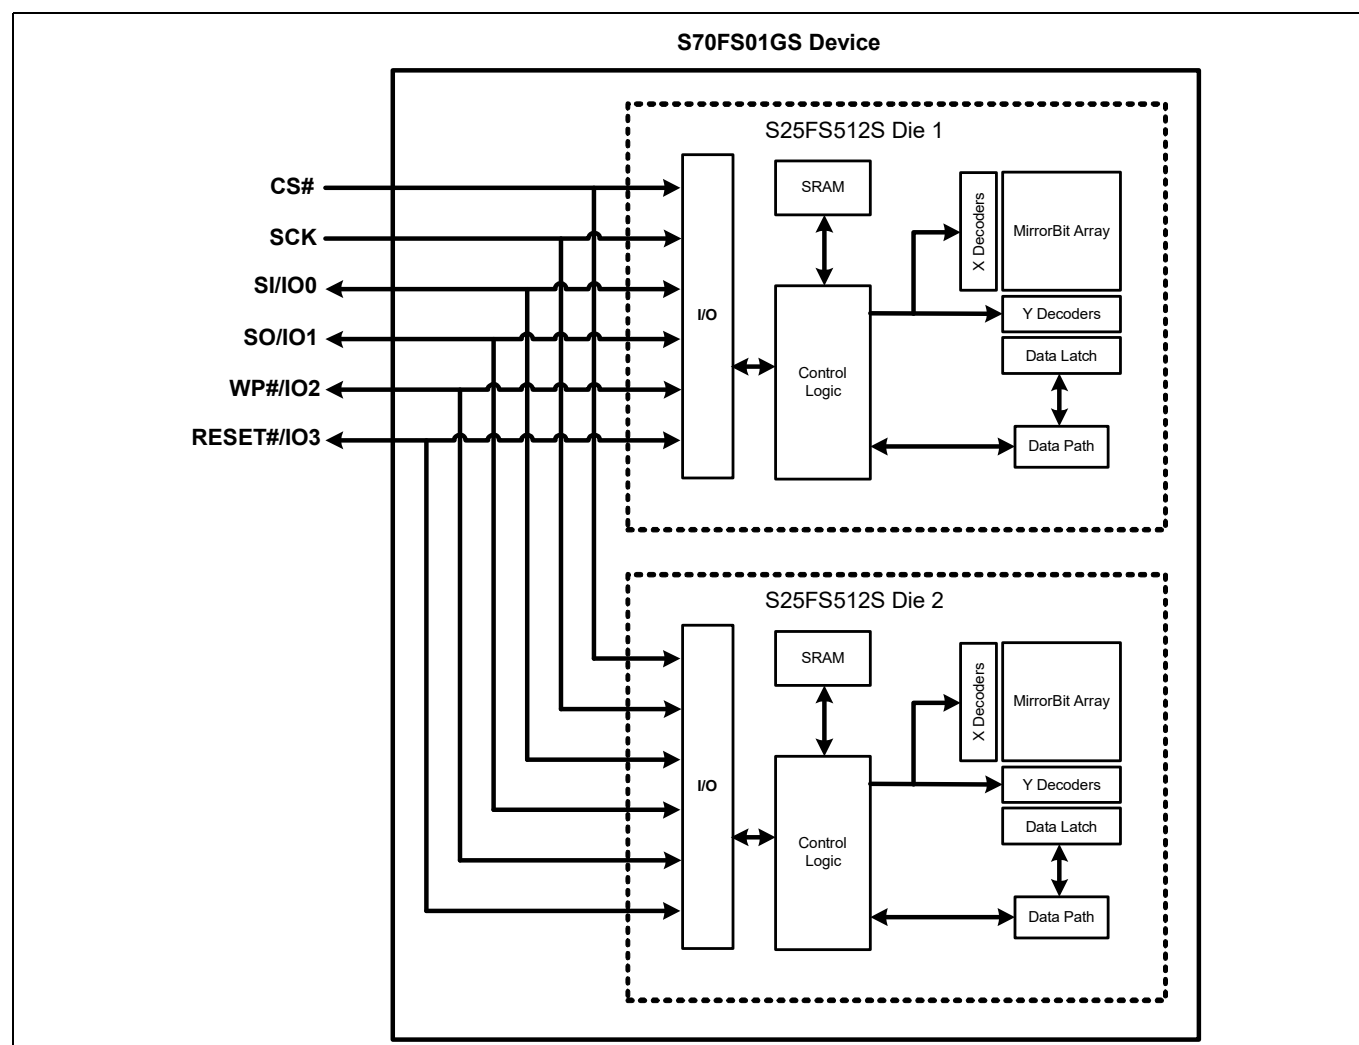 S70FS01GS Device
S25FS512S Die 1
CS#
SCK
SI/IO0
SO/IO1
WP#/IO2
RESET#/IO3
I/O
SRAM
Control
Logic
X Decoders
MirrorBit Array
Y Decoders
Data Latch
Data Path
S25FS512S Die 2
I/O
SRAM
Control
Logic
X Decoders
MirrorBit Array
Y Decoders
Data Latch
Data Path